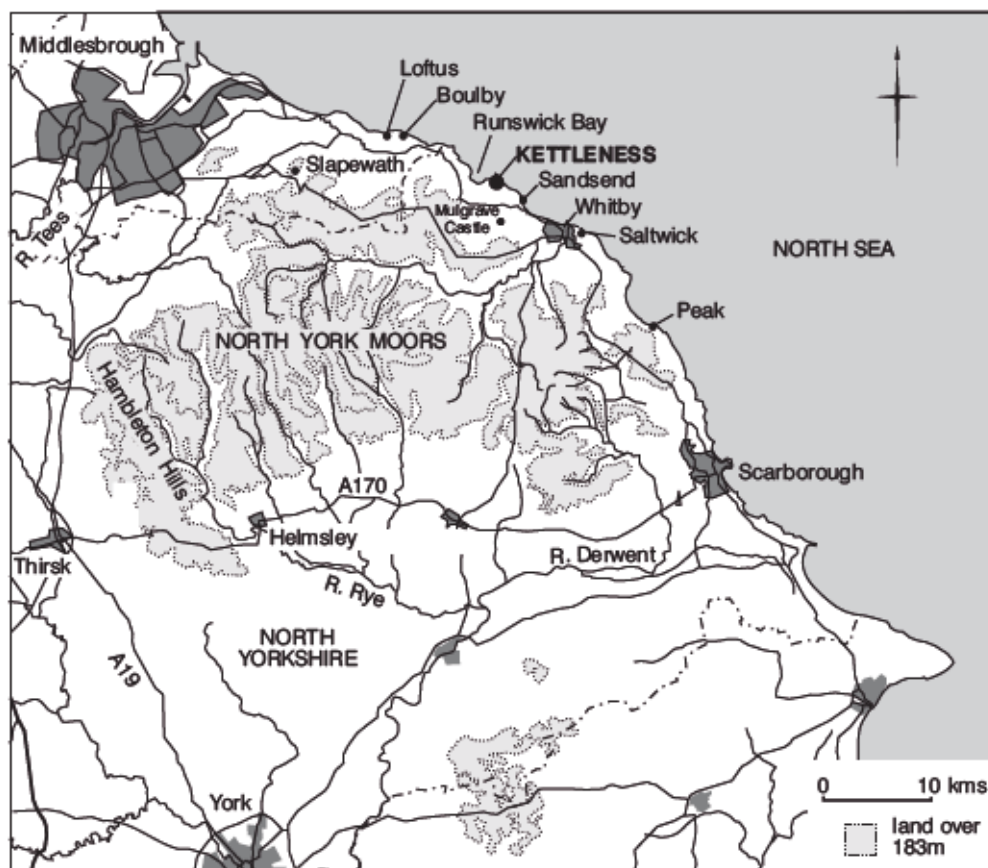 Middlesbrough
Loftus
Boulby
Runswick Bay
KETTLENESS
Slapewath
Sandsend
Mulgrave
Castle
Whitby
Saltwick
R. Tees
NORTH SEA
Peak
NORTH YORK MOORS
Hambleton Hills
Scarborough
A170
Helmsley
Thirsk
R. Derwent
R. Rye
NORTH
YORKSHIRE
A19
York
0 10 kms
land over
183m